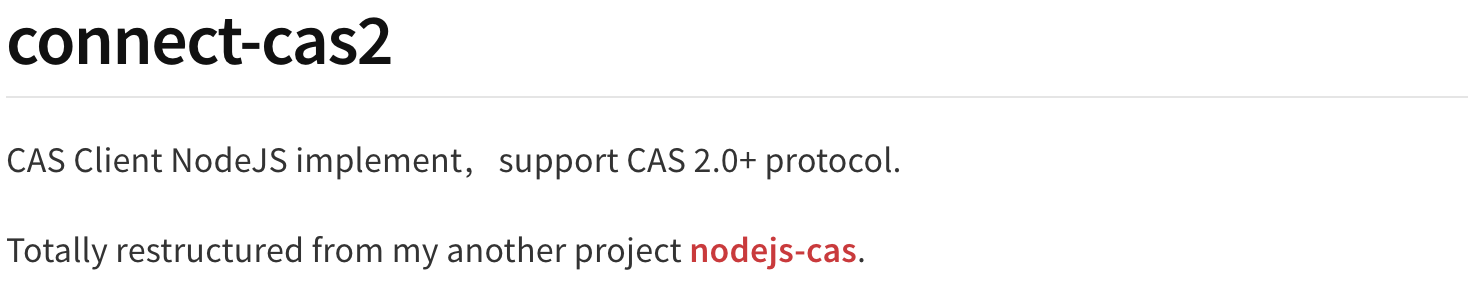 connect-cas2
CAS Client NodeJS implement， support CAS 2.0+ protocol.
Totally restructured from my another project nodejs-cas.